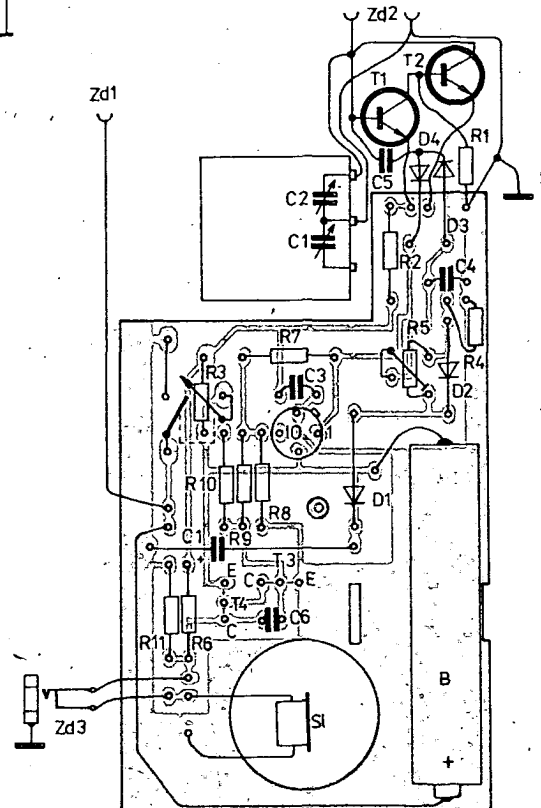 Zd2
Zd1
T2
T1
R1
D4
C5
C2
C1
D3
R2
C4
R5
R7
R4
R3
C3
D2
IO
1
R10
D1
R8
R9
C1
+
T3
E
C
E
T4
C
C6
R11
R6
B
Sl
Zd3
+